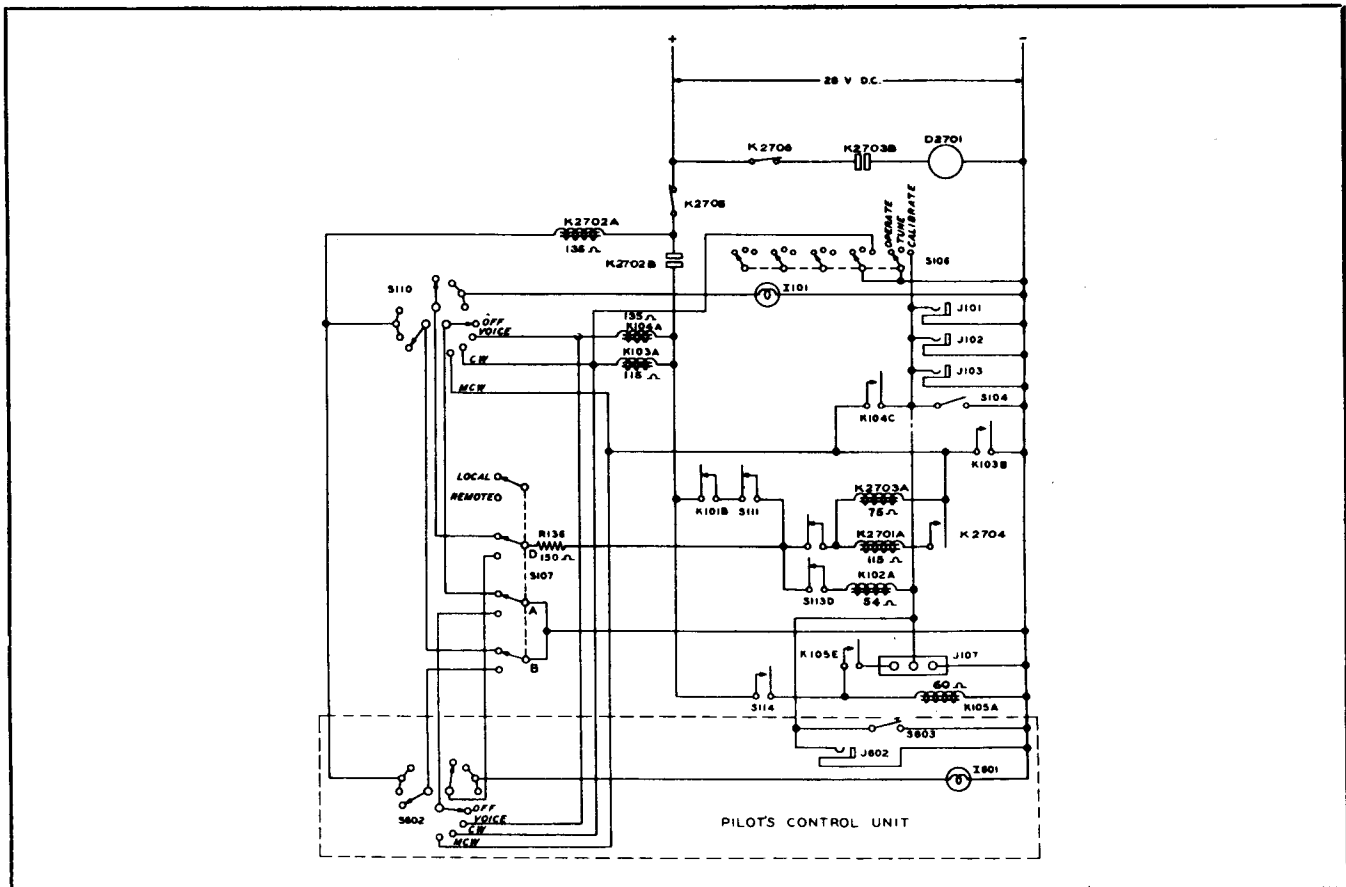 + -
28 V D.C.
K2706 K2703B D2701
K2705
K2702A
136 Ω
K2702B
OPERATE
TUNE
CALIBRATE
S106
S110
I101
OFF
VOICE
CW
MCW
135 Ω
K104A
K103A
115 Ω
J101
J102
J103
S104
K104C
K103B
LOCAL
REMOTE
K101B S111
K2703A
75 Ω
K2701A
115 Ω
K2704
R136
150 Ω
D
S107
A
B
K102A
54 Ω
S113D
K105E
J107
60 Ω
K105A
S114
S603
J602
I601
S602
OFF
VOICE
CW
MCW
PILOT'S CONTROL UNIT